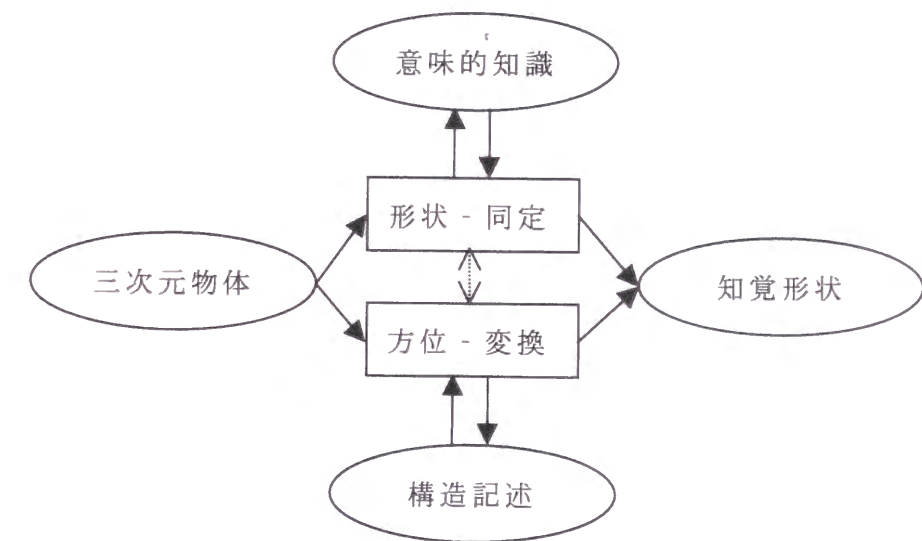 意味的知識
形状 - 同定
三次元物体
知覚形状
方位 - 変換
構造記述